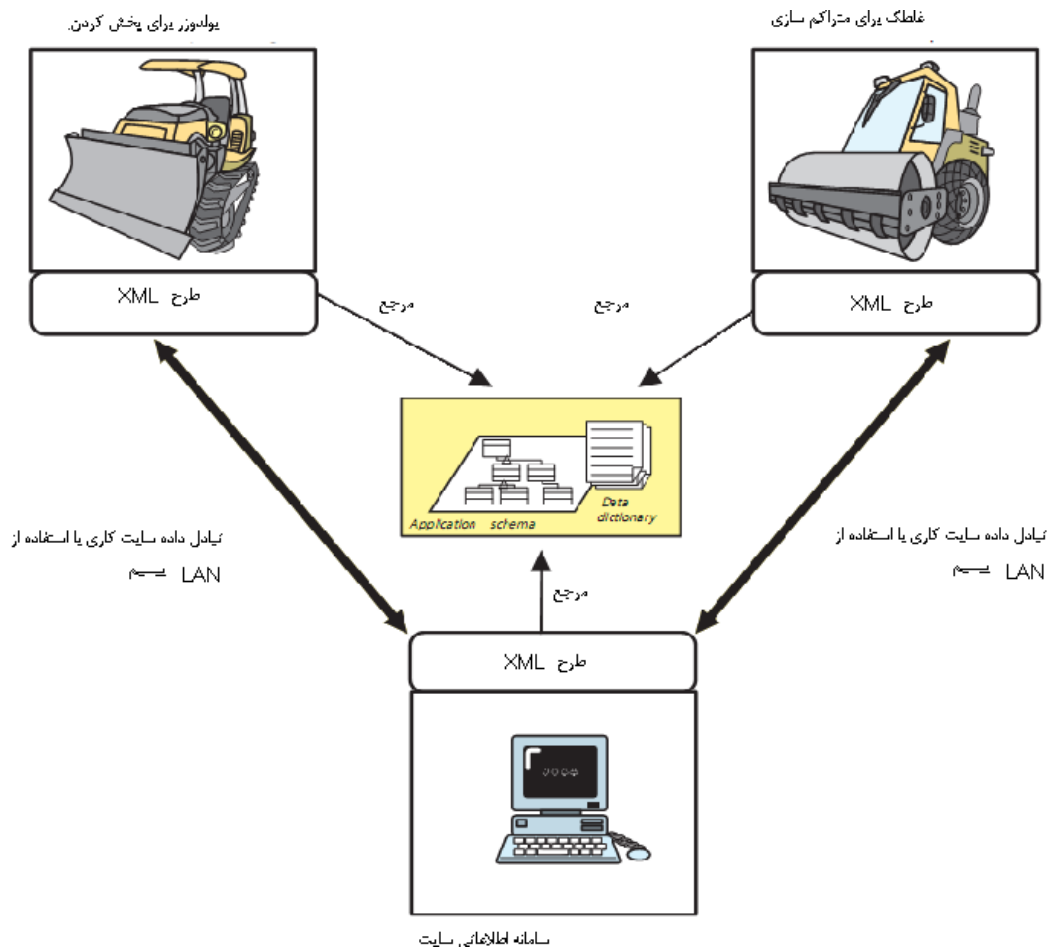 بولدوزر برای پخش کردن
غلطک برای متراکم سازی
طرح XML
طرح XML
مرجع
مرجع
Application schema
Data
dictionary
تبادل داده سایت کاری با استفاده از
LAN بیسیم
تبادل داده سایت کاری با استفاده از
LAN بیسیم
مرجع
طرح XML
سامانه اطلاعاتی سایت